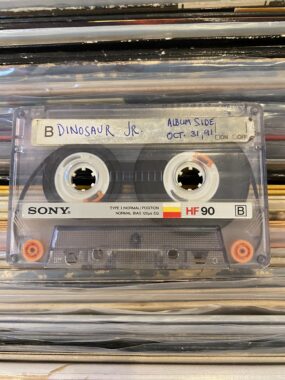 B DINOSAUR JR. ALBUM SIDE
OCT. 31, 91
SONY
TYPE I (NORMAL) POSITION
NORMAL BIAS 120μs EQ
HF 90
B